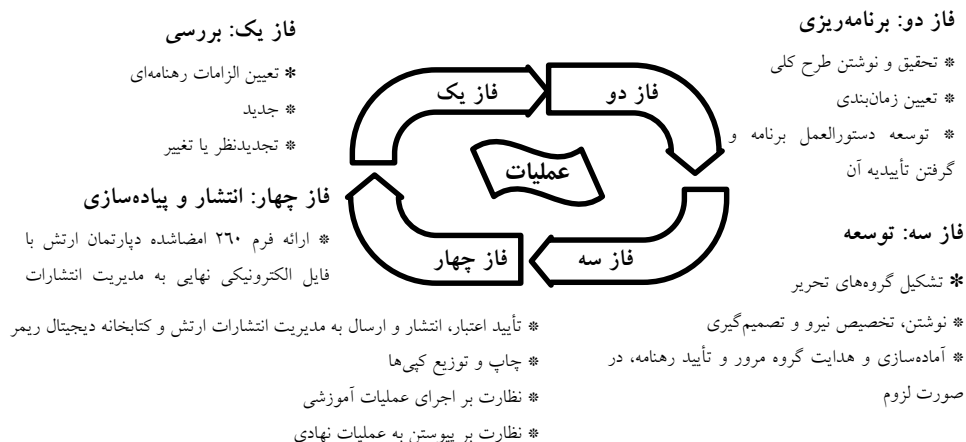 فاز یک: بررسی
* تعیین الزامات رهنامه‌ای
* جدید
* تجدیدنظر یا تغییر
فاز دو: برنامه‌ریزی
* تحقیق و نوشتن طرح کلی
* تعیین زمان‌بندی
* توسعه دستورالعمل برنامه و
گرفتن تأییدیه آن
فاز یک
فاز دو
عملیات
فاز سه
فاز چهار
فاز سه: توسعه
* تشکیل گروه‌های تحریر
* نوشتن، تخصیص نیرو و تصمیم‌گیری
* آماده‌سازی و هدایت گروه مرور و تأیید رهنامه، در
صورت لزوم
فاز چهار: انتشار و پیاده‌سازی
* ارائه فرم ۲۶۰ امضاشده دپارتمان ارتش با
فایل الکترونیکی نهایی به مدیریت انتشارات
* تأیید اعتبار، انتشار و ارسال به مدیریت انتشارات ارتش و کتابخانه دیجیتال ریمر
* چاپ و توزیع کپی‌ها
* نظارت بر اجرای عملیات آموزشی
* نظارت بر پیوستن به عملیات نهادی